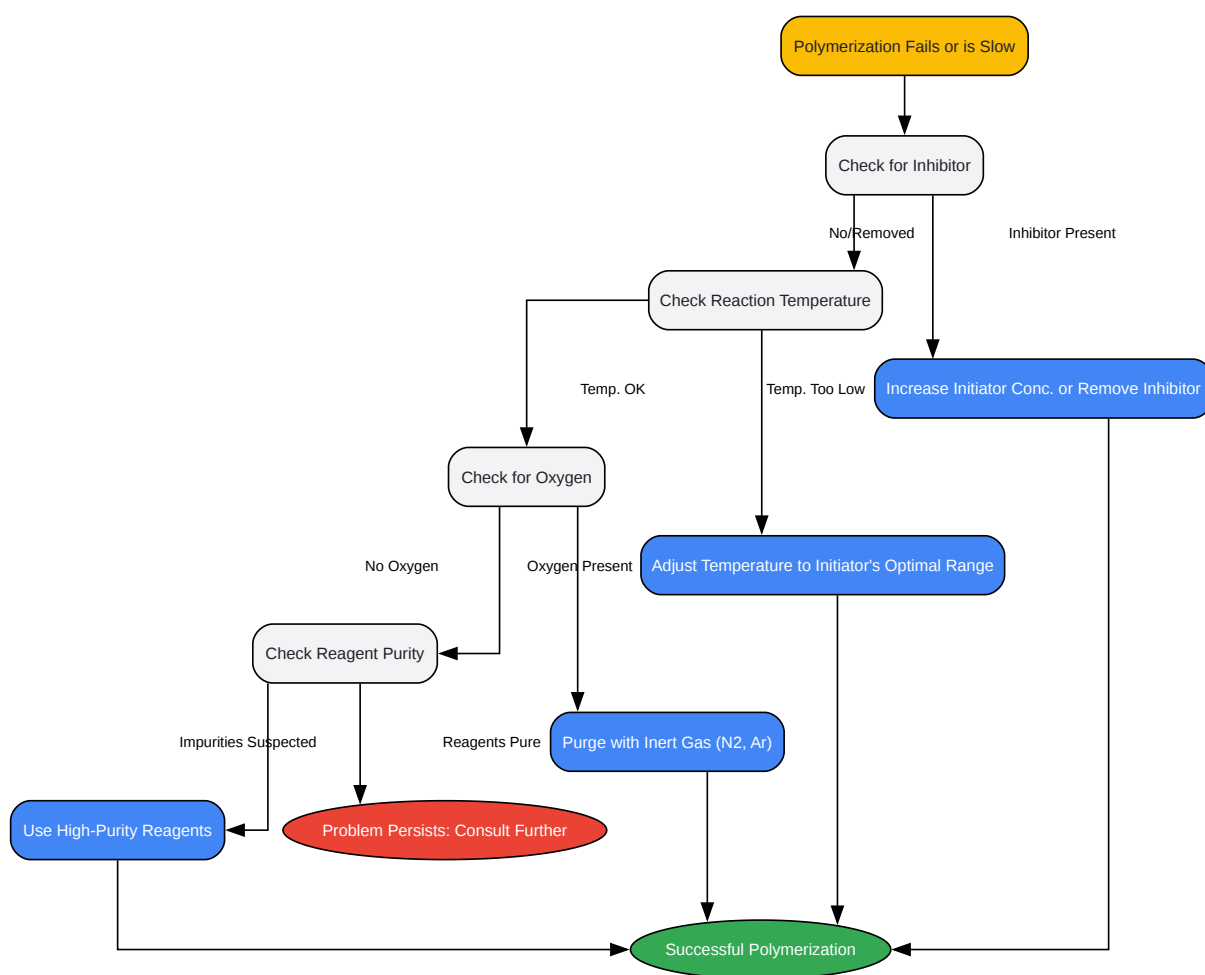 Polymerization Fails or is Slow
Check for Inhibitor
No/Removed
Inhibitor Present
Check Reaction Temperature
Temp. OK
Temp. Too Low
Increase Initiator Conc. or Remove Inhibitor
Check for Oxygen
No Oxygen
Oxygen Present
Adjust Temperature to Initiator's Optimal Range
Check Reagent Purity
Impurities Suspected
Reagents Pure
Purge with Inert Gas (N2, Ar)
Use High-Purity Reagents
Problem Persists: Consult Further
Successful Polymerization